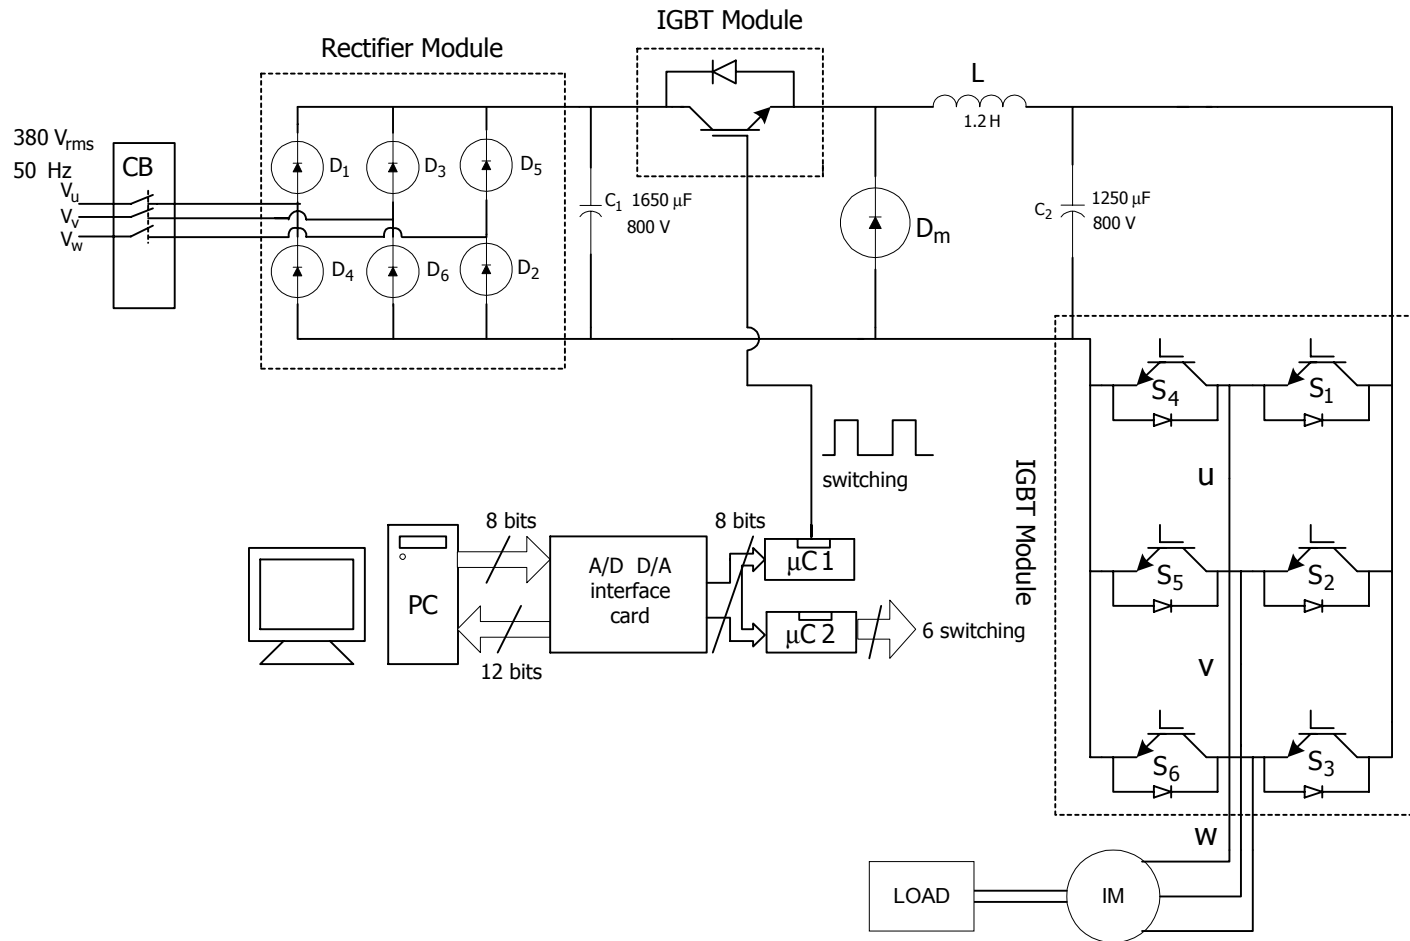 IGBT Module
Rectifier Module
L
1.2 H
380 Vrms
50 Hz
CB
Vu
Vv
Vw
D1
D3
D5
D4
D6
D2
C1 1650 μF
800 V
Dm
C2
1250 μF
800 V
S4
S1
u
IGBT Module
S5
S2
v
S6
S3
w
switching
8 bits
8 bits
PC
A/D D/A
interface
card
μC 1
μC 2
6 switching
12 bits
LOAD
IM